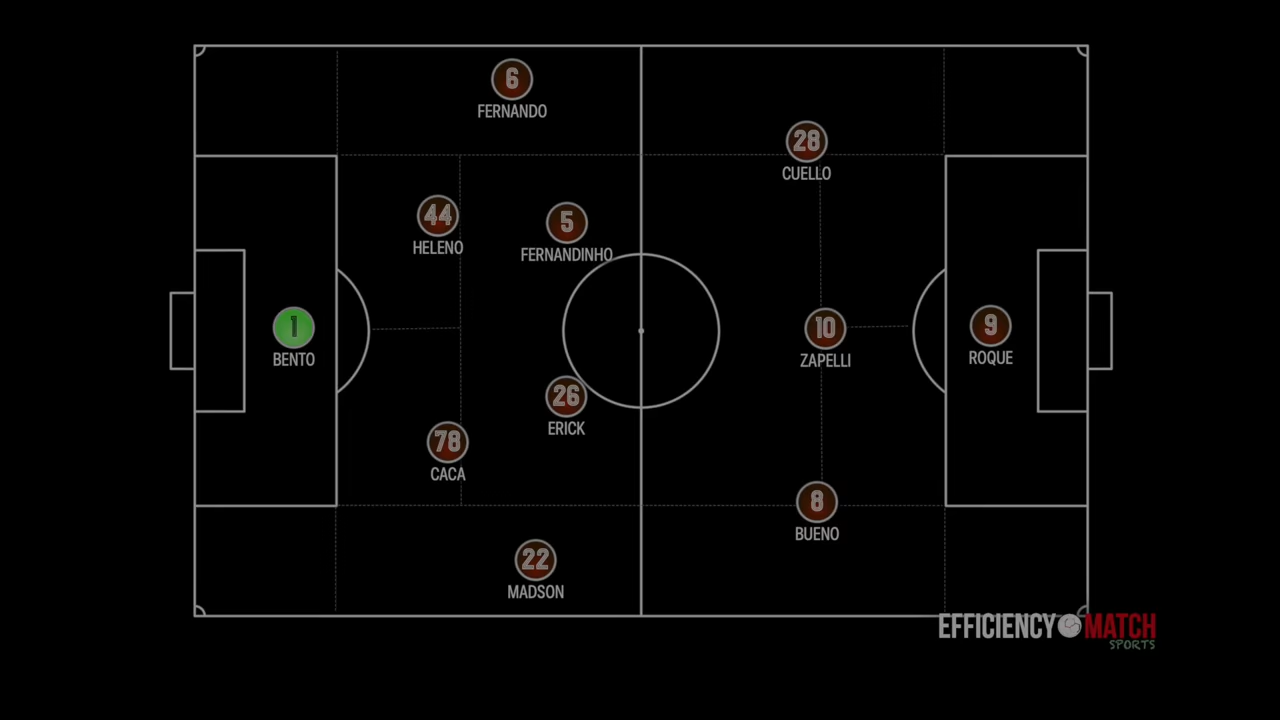 6
FERNANDO
28
CUELLO
44
HELENO
5
FERNANDINHO
1
BENTO
10
ZAPELLI
9
ROQUE
26
ERICK
78
CACA
8
BUENO
22
MADSON
EFFICIENCY MATCH
SPORTS